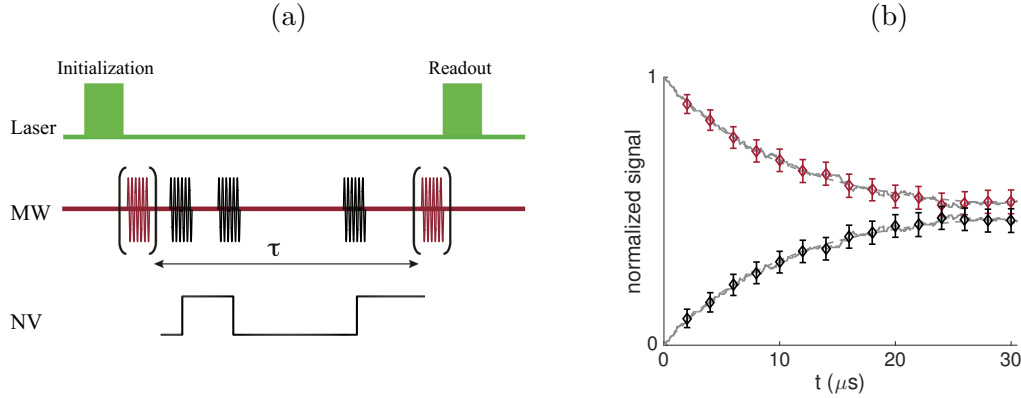 (a)
Initialization
Readout
Laser
MW
τ
NV
(b)
1
normalized signal
0
0 10 20 30
t (μs)